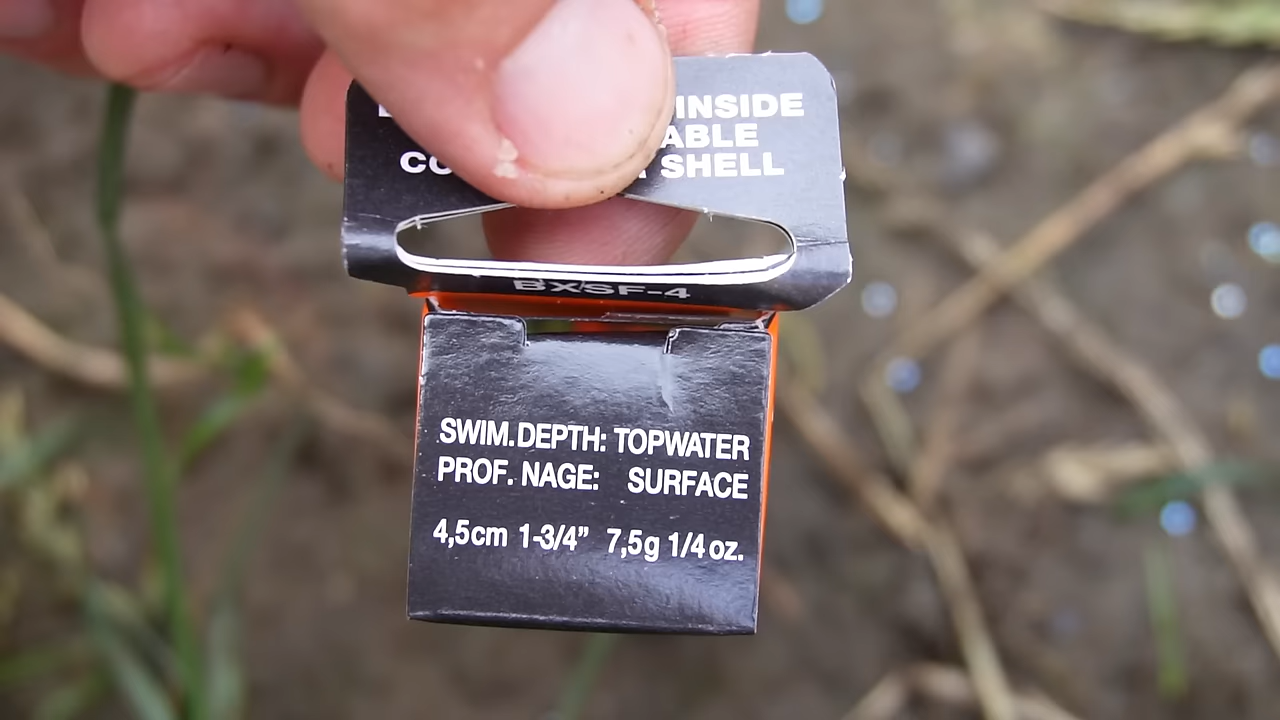 INSIDE
SHELL
BXSF-4
SWIM.DEPTH: TOPWATER
PROF. NAGE: SURFACE
4,5cm 1-3/4” 7,5g 1/4 oz.